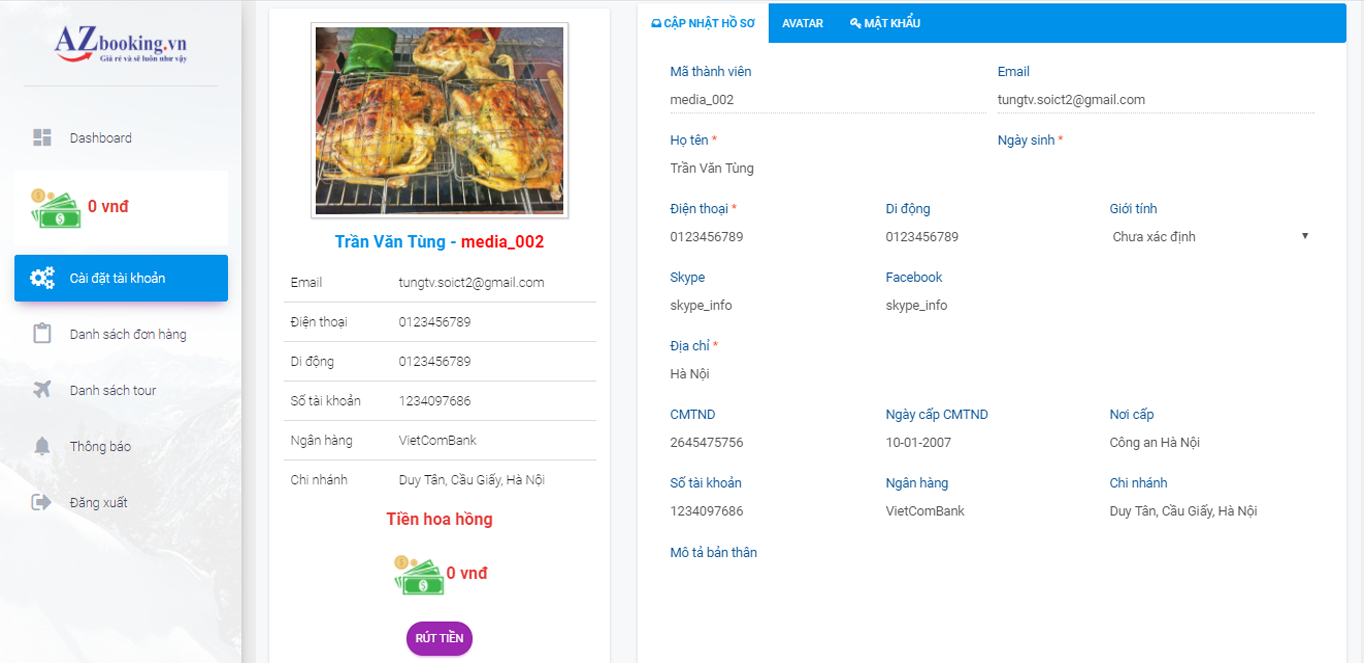 AZbooking.vn
Giá rẻ và sẽ luôn như vậy
Dashboard
0 vnđ
Cài đặt tài khoản
Danh sách đơn hàng
Danh sách tour
Thông báo
Đăng xuất
Trần Văn Tùng - media_002
Email tungtv.soict2@gmail.com
Điện thoại 0123456789
Di động 0123456789
Số tài khoản 1234097686
Ngân hàng VietComBank
Chi nhánh Duy Tân, Cầu Giấy, Hà Nội
Tiền hoa hồng
0 vnđ
RÚT TIỀN
CẬP NHẬT HỒ SƠ AVATAR MẬT KHẨU
Mã thành viên Email
media_002 tungtv.soict2@gmail.com
Họ tên * Ngày sinh *
Trần Văn Tùng
Điện thoại * Di động Giới tính
0123456789 0123456789 Chưa xác định
Skype Facebook
skype_info skype_info
Địa chỉ *
Hà Nội
CMTND Ngày cấp CMTND Nơi cấp
2645475756 10-01-2007 Công an Hà Nội
Số tài khoản Ngân hàng Chi nhánh
1234097686 VietComBank Duy Tân, Cầu Giấy, Hà Nội
Mô tả bản thân